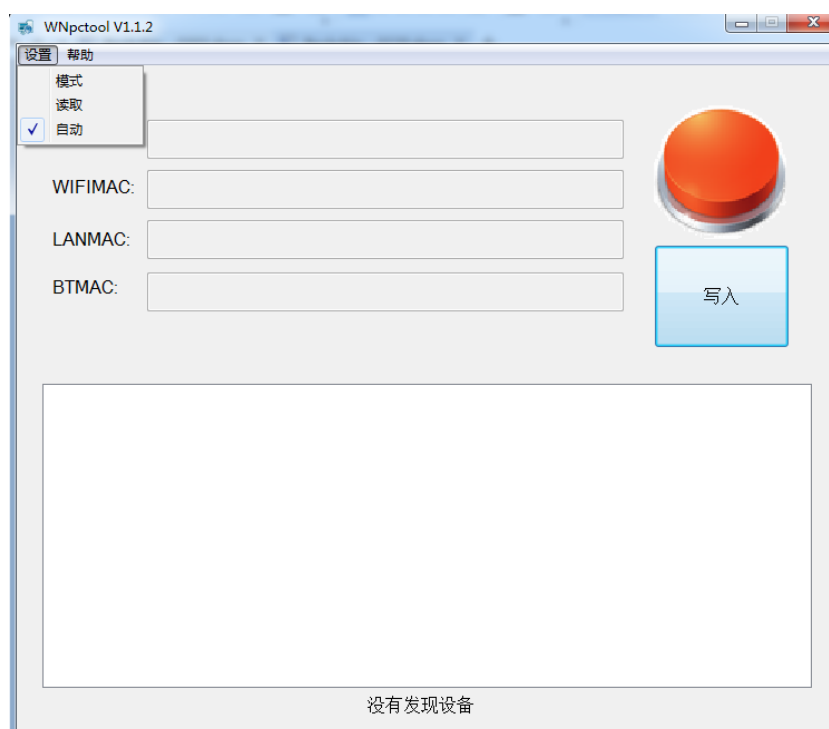 WNpctool V1.1.2
设置 帮助
模式
读取
自动
WIFIMAC:
LANMAC:
BTMAC:
写入
没有发现设备